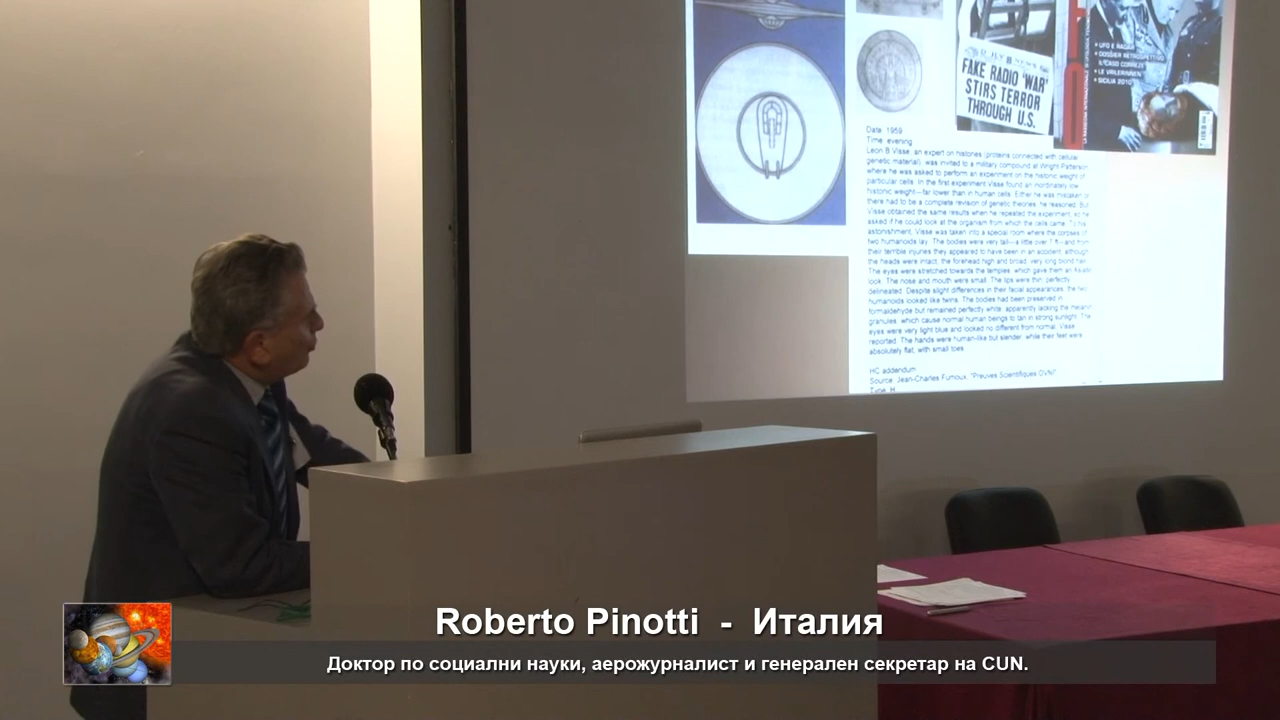 UFO E RADAR
DOSSIER RETROSPETTIVO
LE VRILERINNEN
SICILIA 2010
FAKE RADIO 'WAR'
STIRS TERROR
THROUGH U.S.
Date: 1959
Time: evening
Leon B Visse, an expert on histones (proteins connected with cellular
genetic material), was invited to a military compound at Wright-Patterson
where he was asked to perform an experiment on the histonic weight of
particular cells. In the first experiment Visse found an inordinately low
histonic weight—far lower than in human cells. Either he was mistaken or
there had to be a complete revision of genetic theories, he reasoned. But
Visse obtained the same results when he repeated the experiment, so he
asked if he could look at the organism from which the cells came. To his
astonishment, Visse was taken into a special room where the corpses of
two humanoids lay. The bodies were very tall—a little over 7 ft—and from
their terrible injuries they appeared to have been in an accident, although
the heads were intact, the forehead high and broad, very long blond hair.
The eyes were stretched towards the temples, which gave them an Asiatic
look. The nose and mouth were small. The lips were thin, perfectly
delineated. Despite slight differences in their facial appearances, the two
humanoids looked like twins. The bodies had been preserved in
formaldehyde but remained perfectly white, apparently lacking the melanin
granules, which cause normal human beings to tan in strong sunlight. The
eyes were very light blue and looked no different from normal, Visse
reported. The hands were human-like but slender, while their feet were
absolutely flat, with small toes.
HC addendum
Source: Jean-Charles Fumoux, "Preuves Scientifiques OVNI"
Type: H
Roberto Pinotti - Италия
Доктор по социални науки, аерожурналист и генерален секретар на CUN.